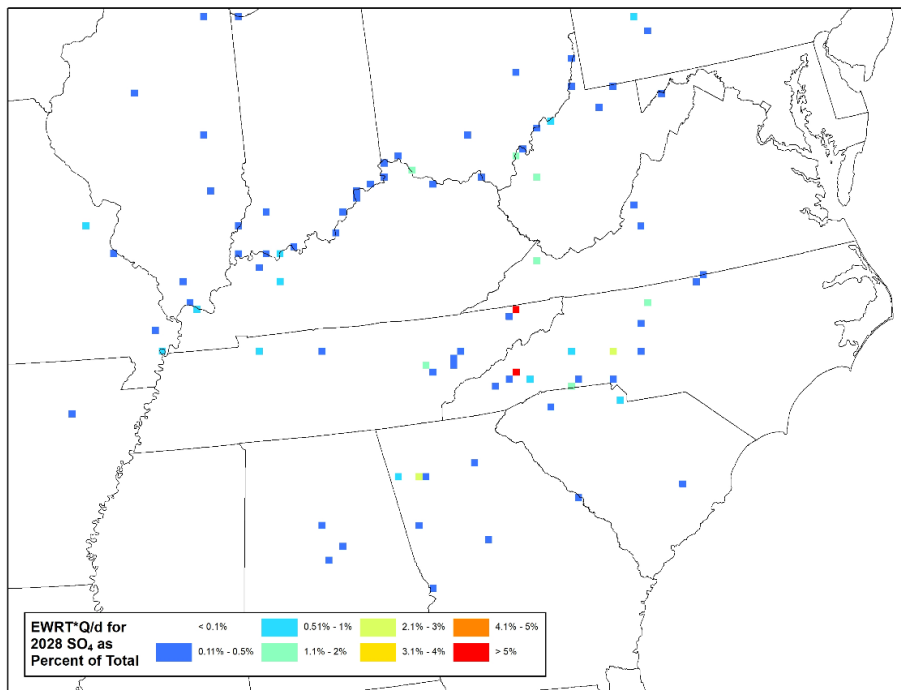 EWRT*Q/d for
2028 SO₄ as
Percent of Total
< 0.1%
0.51% - 1%
2.1% - 3%
4.1% - 5%
0.11% - 0.5%
1.1% - 2%
3.1% - 4%
> 5%